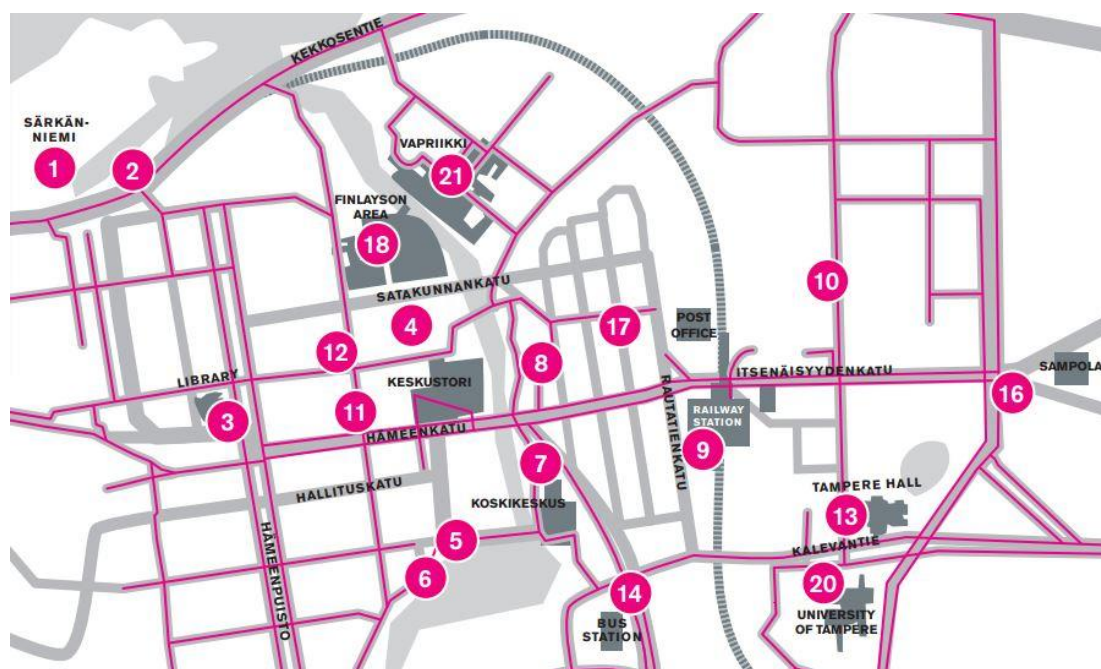 KEKKOSENTIE
SÄRKÄN-
NIEMI
1
2
VAPRIIKKI
21
FINLAYSON
AREA
18
SATAKUNNANKATU
4
10
17
POST
OFFICE
12
8
LIBRARY
KESKUSTORI
ITSENÄISYYDENKATU
SAMPOLA
16
3
11
HÄMEENKATU
RAUTATIENKATU
RAILWAY
STATION
9
7
HALLITUSKATU
KOSKIKESKUS
TAMPERE HALL
13
5
KALEVANTIE
6
HÄMEENPUISTO
14
BUS
STATION
20
UNIVERSITY
OF TAMPERE